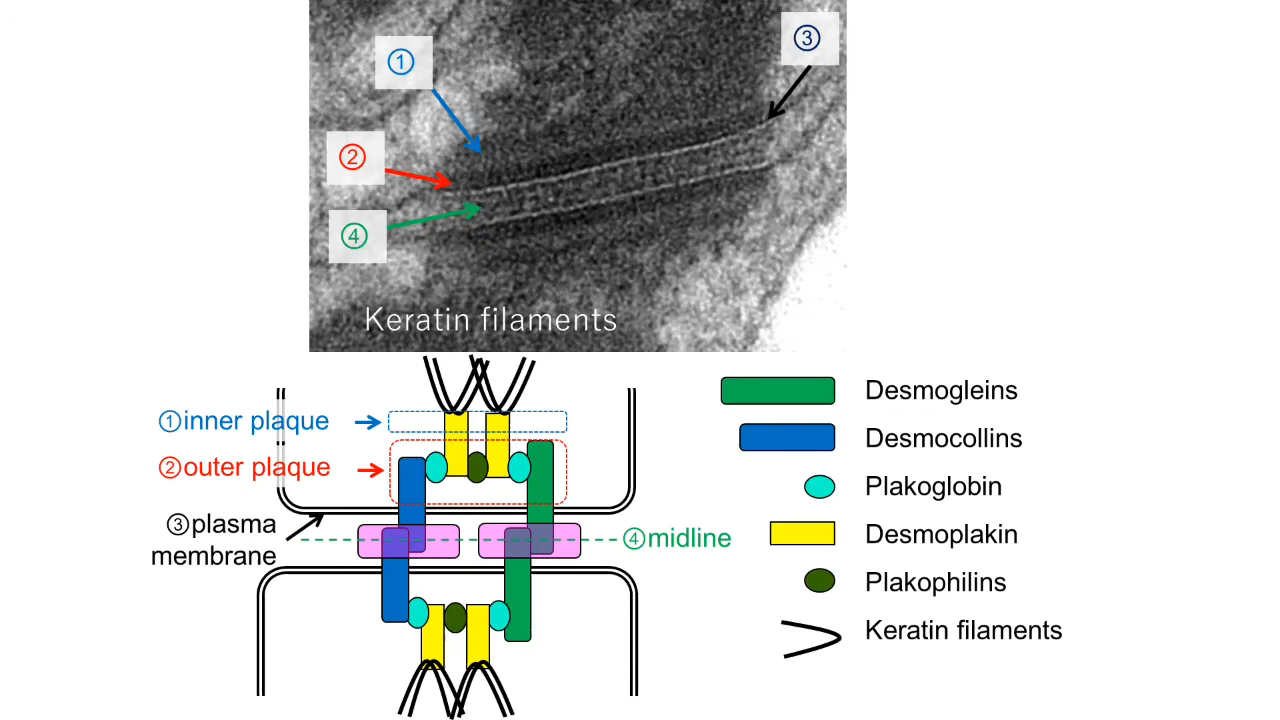 ①
③
②
④
Keratin filaments
①inner plaque
②outer plaque
③plasma
membrane
④midline
Desmogleins
Desmocollins
Plakoglobin
Desmoplakin
Plakophilins
Keratin filaments